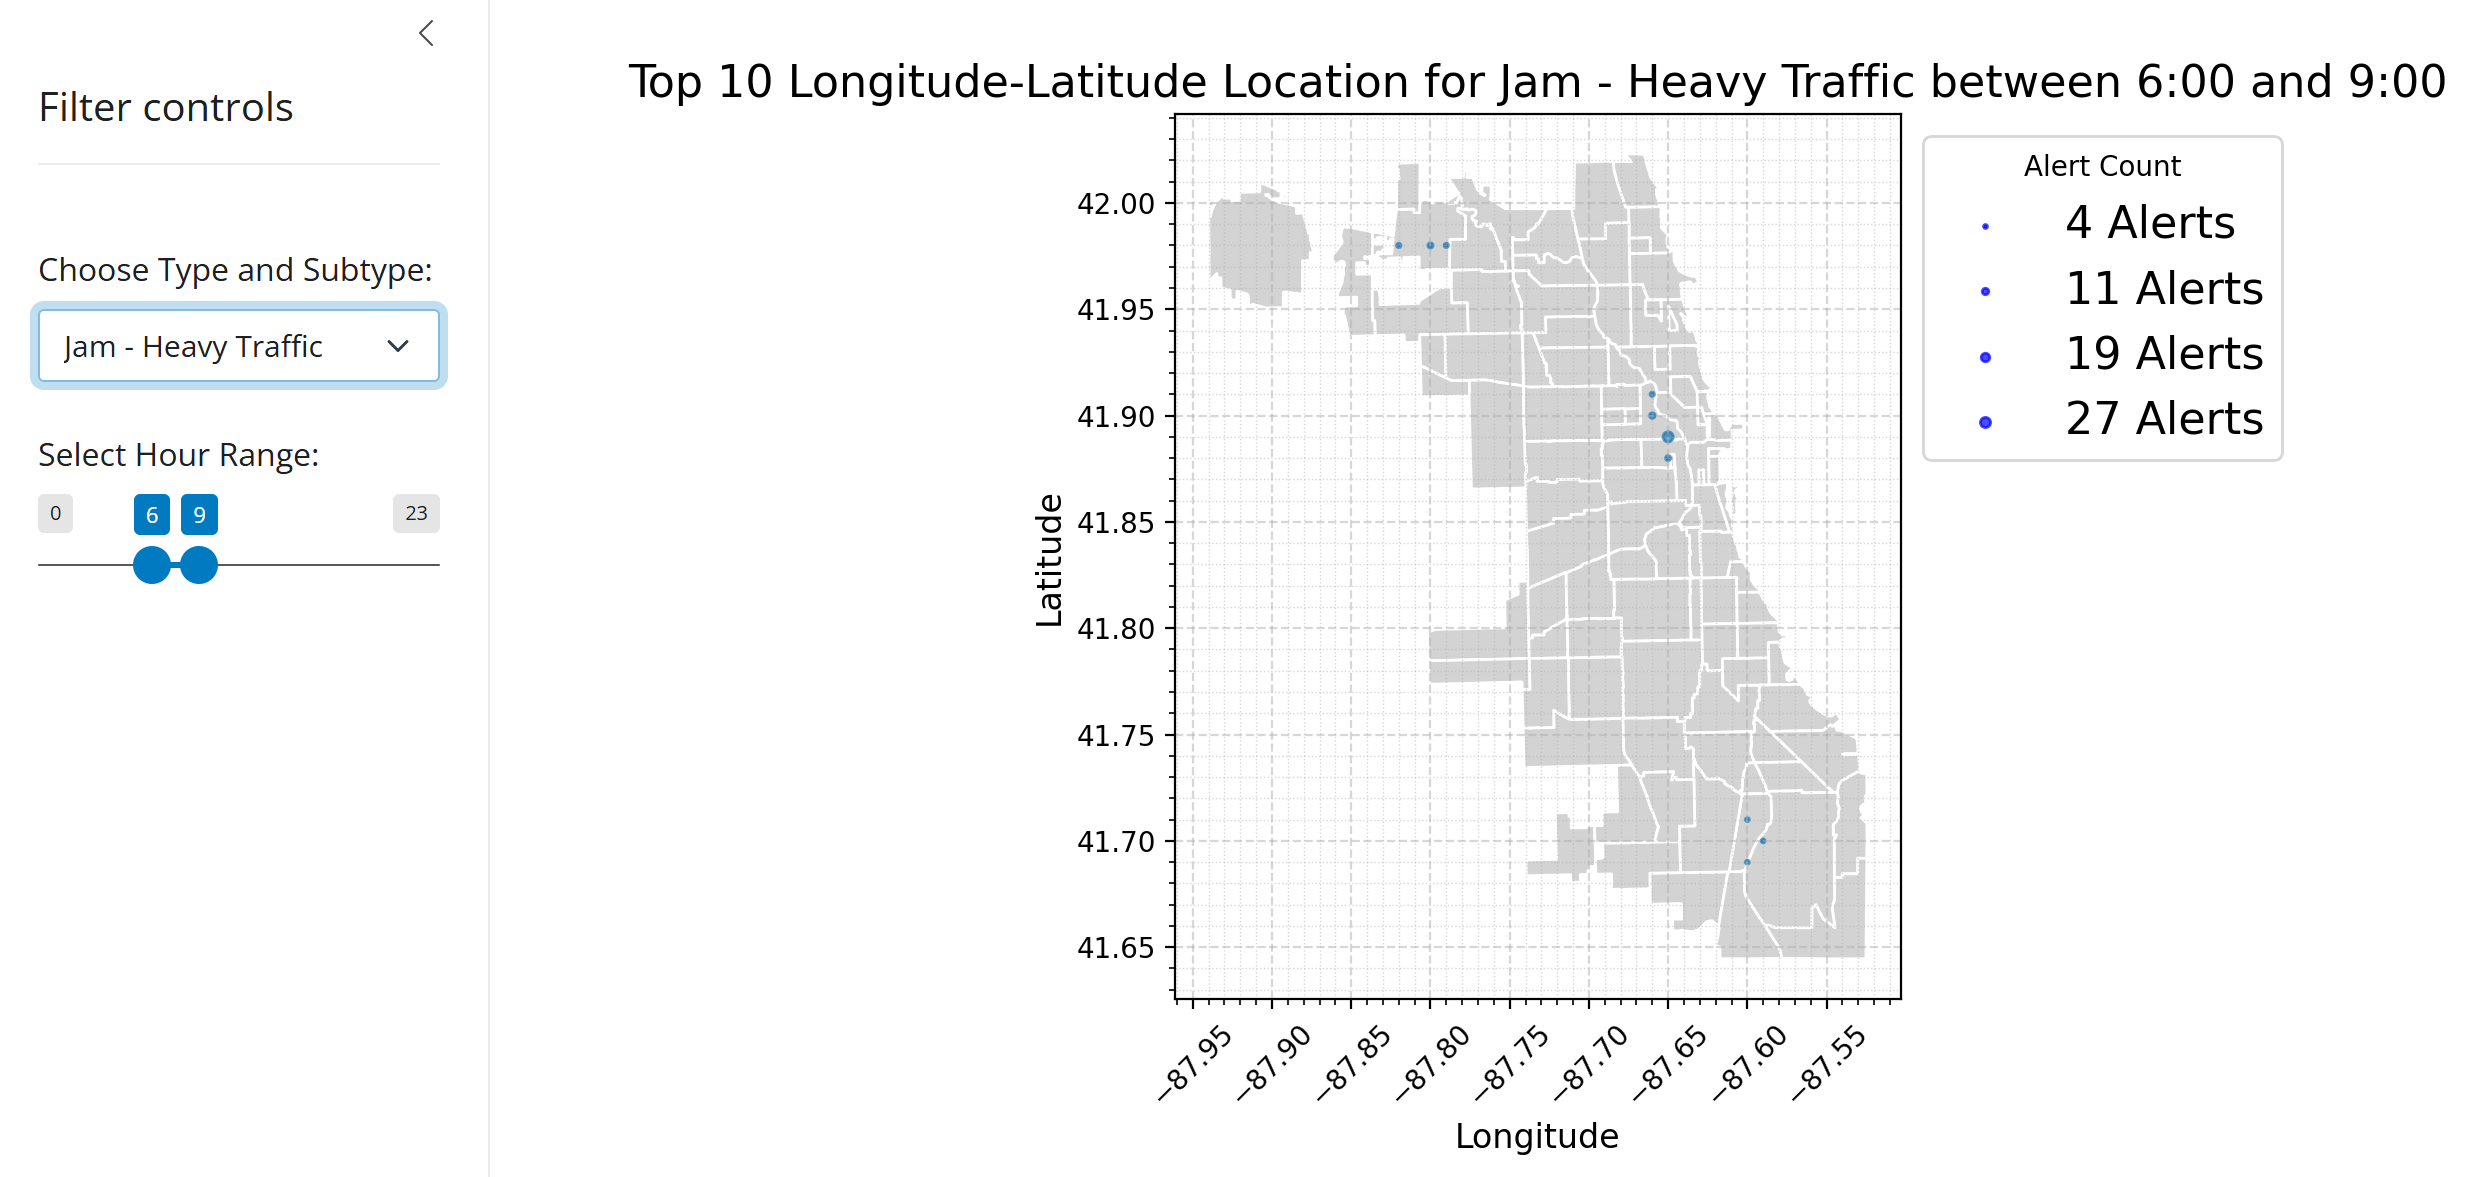 Filter controls
Choose Type and Subtype:
Jam - Heavy Traffic
Select Hour Range:
0 6 9 23
Top 10 Longitude-Latitude Location for Jam - Heavy Traffic between 6:00 and 9:00
Alert Count
4 Alerts
11 Alerts
19 Alerts
27 Alerts
Latitude
42.00
41.95
41.90
41.85
41.80
41.75
41.70
41.65
−87.95 −87.90 −87.85 −87.80 −87.75 −87.70 −87.65 −87.60 −87.55
Longitude